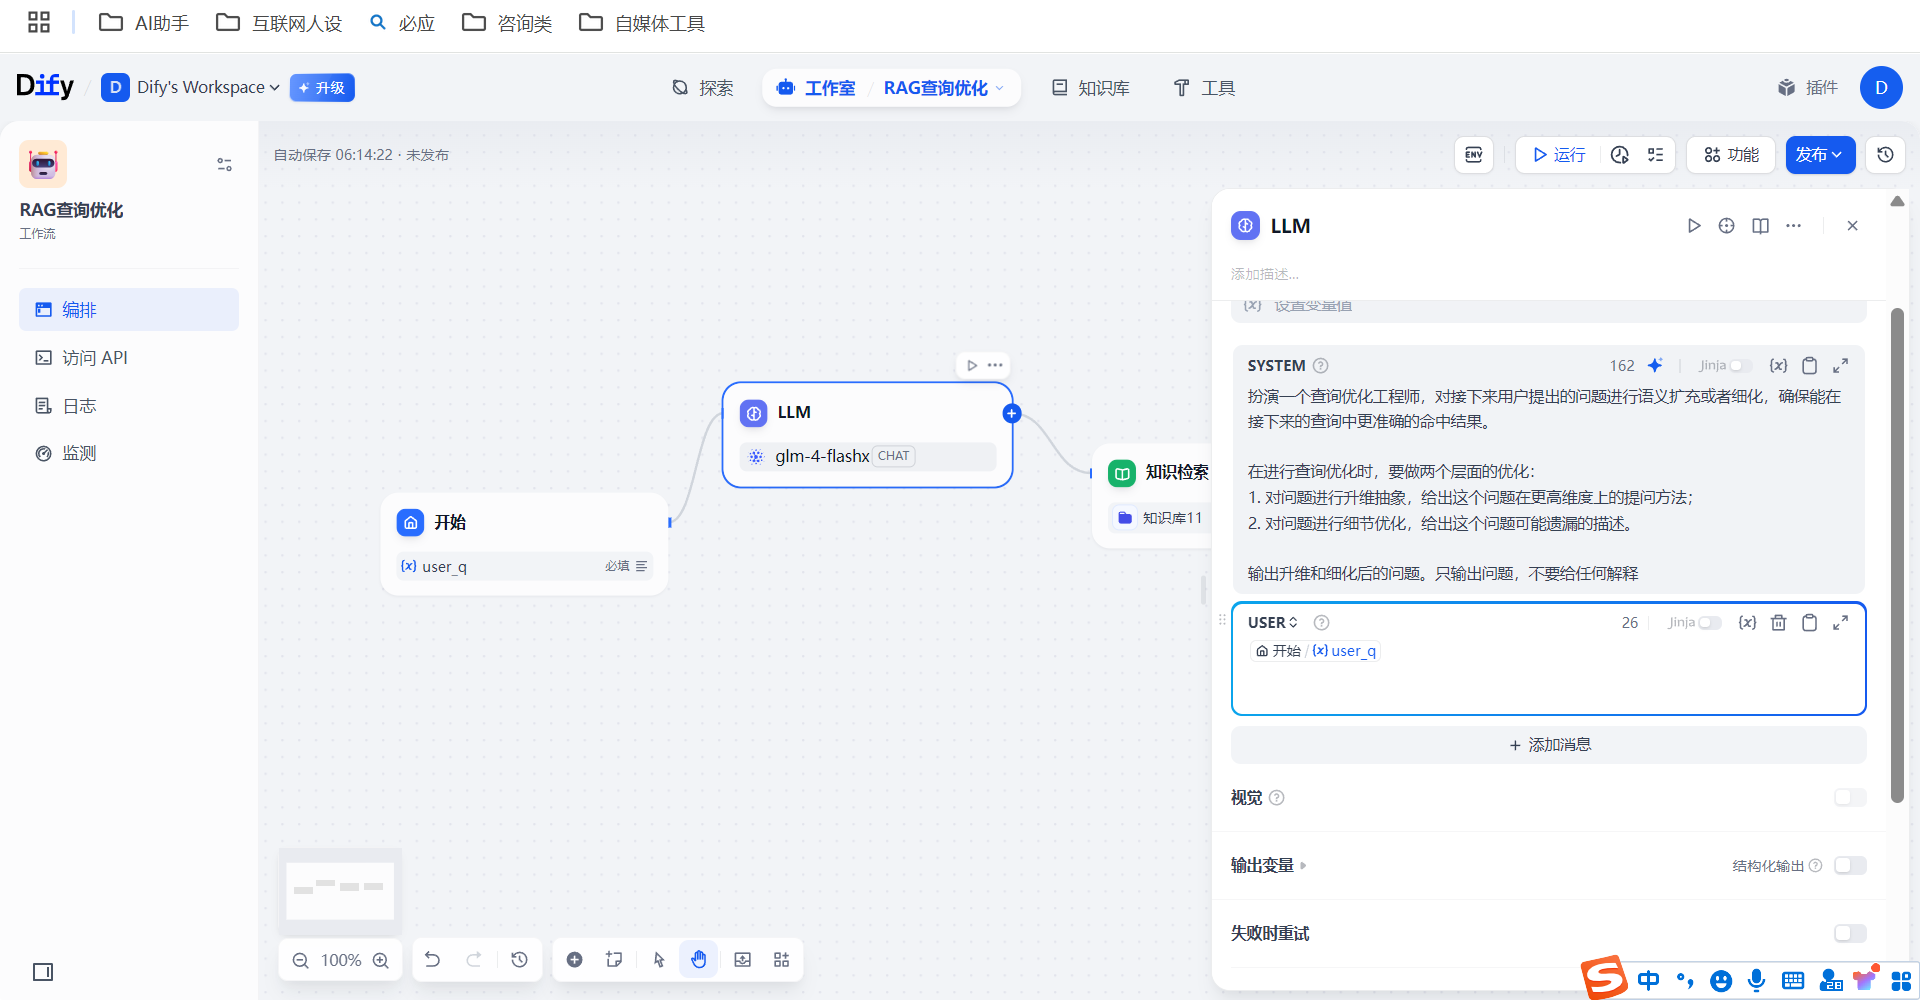 AI助手 互联网人设 必应 咨询类 自媒体工具
Dify / D Dify's Workspace 升级 探索 工作室 / RAG查询优化 知识库 工具 插件 D
自动保存 06:14:22 · 未发布
ENV 运行 功能 发布
RAG查询优化
工作流
编排
访问 API
日志
监测
开始
{x} user_q 必填
LLM
glm-4-flashx CHAT
知识检索
知识库11
100%
LLM
添加描述...
{x} 设置变量值
SYSTEM 162 Jinja {x}
扮演一个查询优化工程师，对接下来用户提出的问题进行语义扩充或者细化，确保能在
接下来的查询中更准确的命中结果。
在进行查询优化时，要做两个层面的优化：
1. 对问题进行升维抽象，给出这个问题在更高维度上的提问方法；
2. 对问题进行细节优化，给出这个问题可能遗漏的描述。
输出升维和细化后的问题。只输出问题，不要给任何解释
USER 26 Jinja {x}
开始 / {x} user_q
+ 添加消息
视觉
输出变量 结构化输出
失败时重试
S 中 28